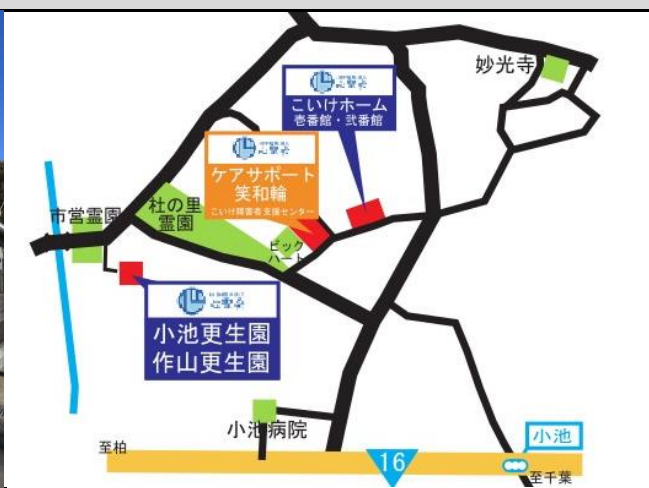 妙光寺
こいけホーム
壱番館・弐番館
ケアサポート
笑和輪
こいけ障害者支援センター
市営霊園
杜の里
霊園
ビック
ハート
小池更生園
作山更生園
小池病院
小池
至柏
16
至千葉